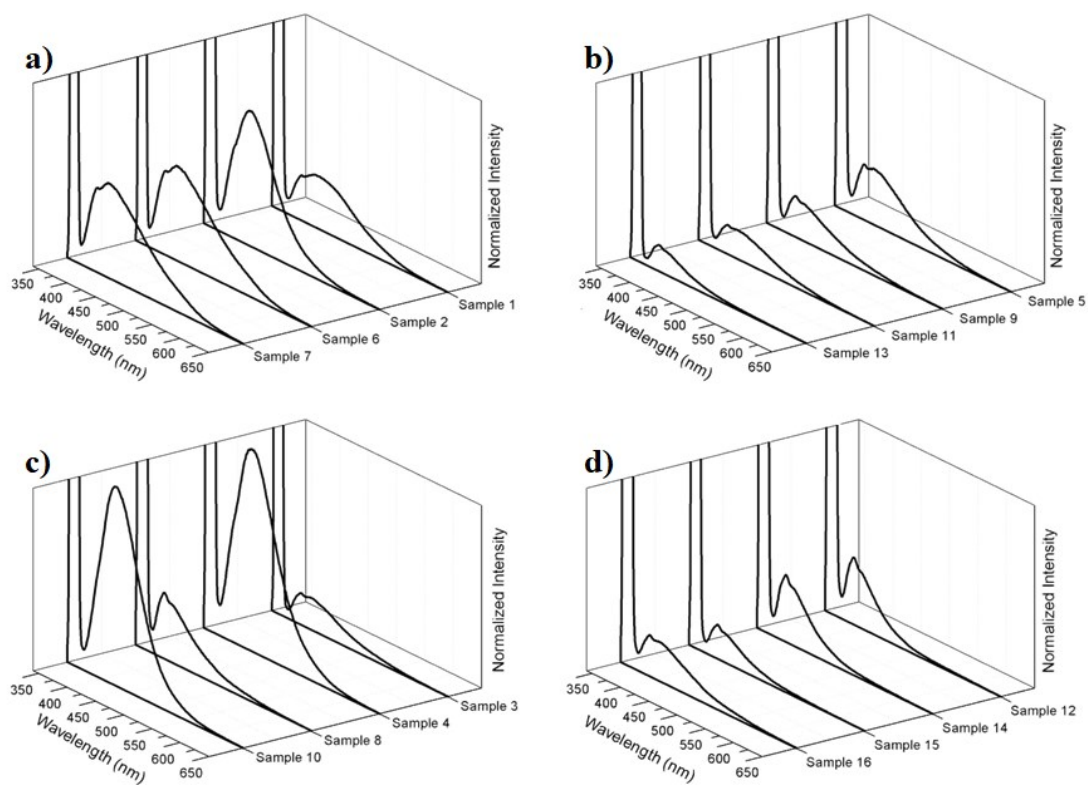 a)
Normalized Intensity
350
400
450
500
550
600
650
Wavelength (nm)
Sample 1
Sample 2
Sample 6
Sample 7
b)
Normalized Intensity
350
400
450
500
550
600
650
Wavelength (nm)
Sample 5
Sample 9
Sample 11
Sample 13
c)
Normalized Intensity
350
400
450
500
550
600
650
Wavelength (nm)
Sample 3
Sample 4
Sample 8
Sample 10
d)
Normalized Intensity
350
400
450
500
550
600
650
Wavelength (nm)
Sample 12
Sample 14
Sample 15
Sample 16